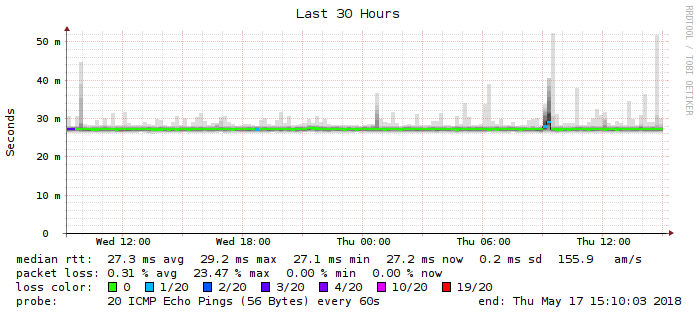 Last 30 Hours
RRDTOOL / TOBI OETIKER
Seconds
50 m
40 m
30 m
20 m
10 m
0
Wed 12:00 Wed 18:00 Thu 00:00 Thu 06:00 Thu 12:00
median rtt: 27.3 ms avg 29.2 ms max 27.1 ms min 27.2 ms now 0.2 ms sd 155.9 am/s
packet loss: 0.31 % avg 23.47 % max 0.00 % min 0.00 % now
loss color: 0 1/20 2/20 3/20 4/20 10/20 19/20
probe: 20 ICMP Echo Pings (56 Bytes) every 60s end: Thu May 17 15:10:03 2018